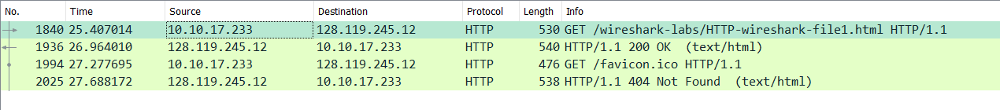 No. Time Source Destination Protocol Length Info
1840 25.407014 10.10.17.233 128.119.245.12 HTTP 530 GET /wireshark-labs/HTTP-wireshark-file1.html HTTP/1.1
1936 26.964010 128.119.245.12 10.10.17.233 HTTP 540 HTTP/1.1 200 OK  (text/html)
1994 27.277695 10.10.17.233 128.119.245.12 HTTP 476 GET /favicon.ico HTTP/1.1
2025 27.688172 128.119.245.12 10.10.17.233 HTTP 538 HTTP/1.1 404 Not Found  (text/html)